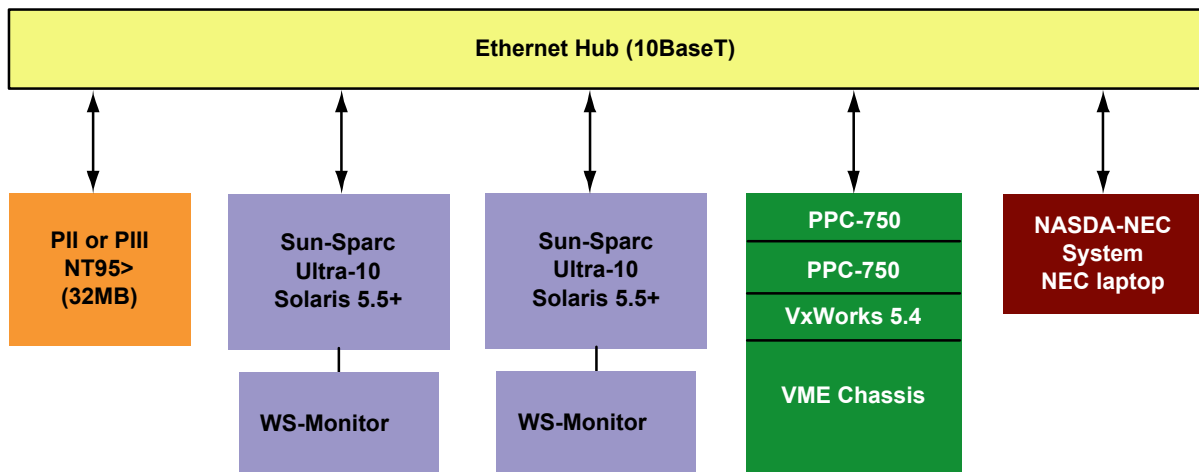 Ethernet Hub (10BaseT)
PII or PIII
NT95>
(32MB)
Sun-Sparc
Ultra-10
Solaris 5.5+
WS-Monitor
Sun-Sparc
Ultra-10
Solaris 5.5+
WS-Monitor
PPC-750
PPC-750
VxWorks 5.4
VME Chassis
NASDA-NEC
System
NEC laptop